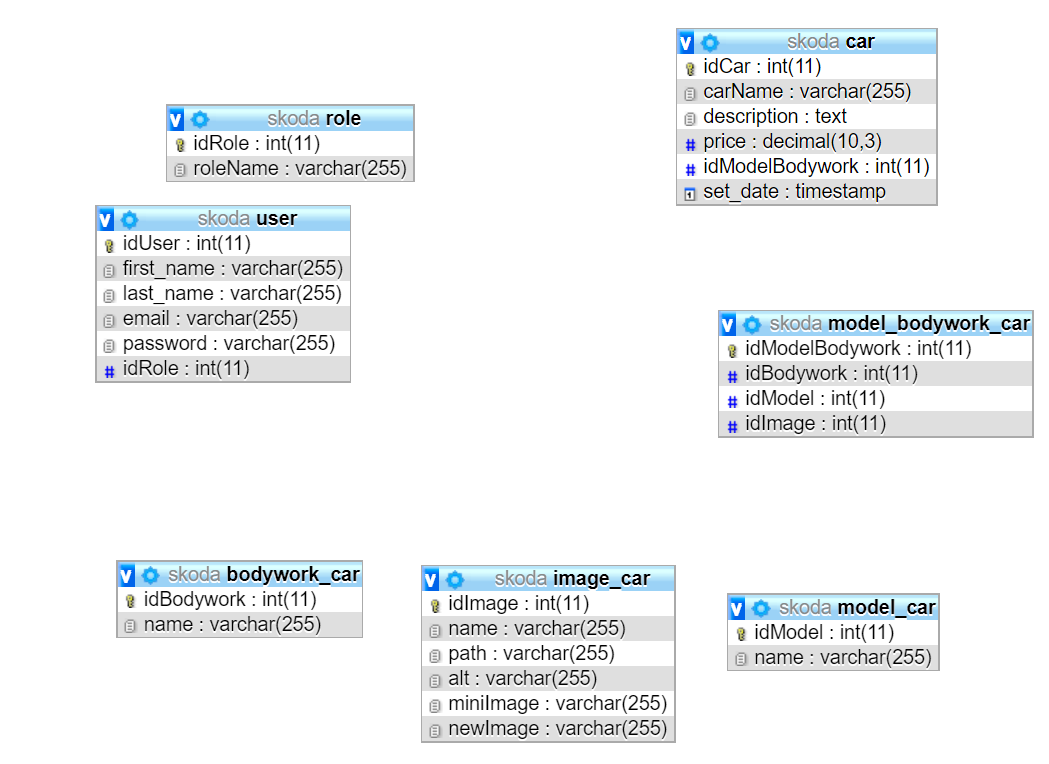 skoda car
idCar : int(11)
carName : varchar(255)
description : text
price : decimal(10,3)
idModelBodywork : int(11)
set_date : timestamp
skoda role
idRole : int(11)
roleName : varchar(255)
skoda user
idUser : int(11)
first_name : varchar(255)
last_name : varchar(255)
email : varchar(255)
password : varchar(255)
idRole : int(11)
skoda model_bodywork_car
idModelBodywork : int(11)
idBodywork : int(11)
idModel : int(11)
idImage : int(11)
skoda bodywork_car
idBodywork : int(11)
name : varchar(255)
skoda image_car
idImage : int(11)
name : varchar(255)
path : varchar(255)
alt : varchar(255)
miniImage : varchar(255)
newImage : varchar(255)
skoda model_car
idModel : int(11)
name : varchar(255)